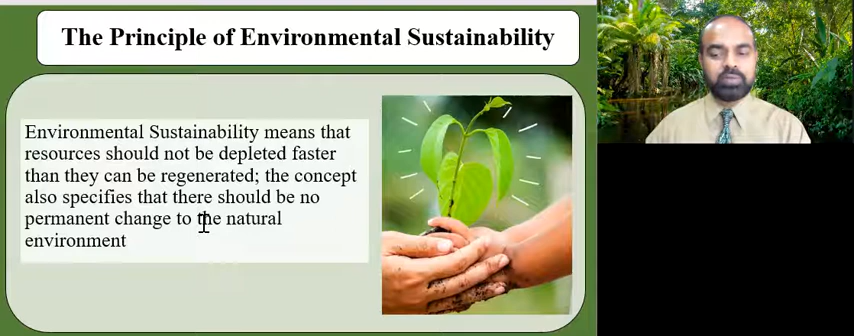 The Principle of Environmental Sustainability
Environmental Sustainability means that
resources should not be depleted faster
than they can be regenerated; the concept
also specifies that there should be no
permanent change to the natural
environment